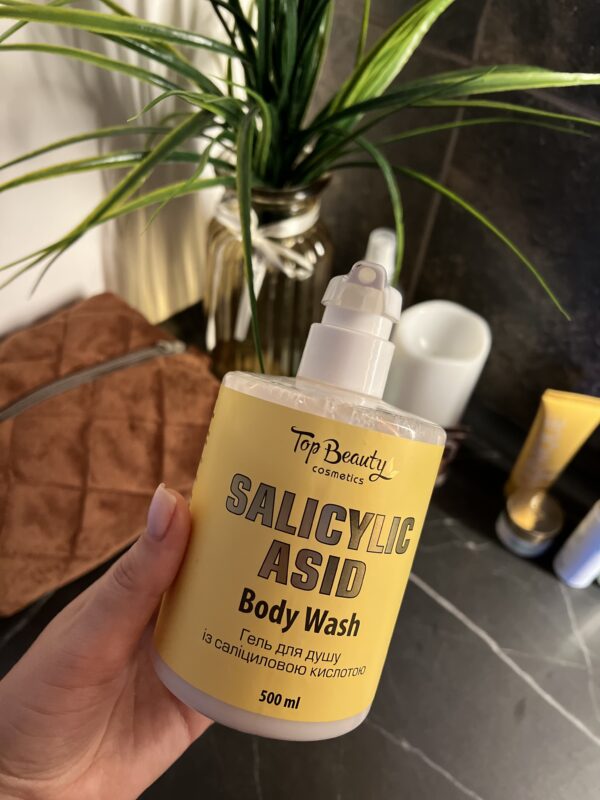 Top Beauty
cosmetics
SALICYLIC
ASID
Body Wash
Гель для душу
із саліциловою кислотою
500 ml